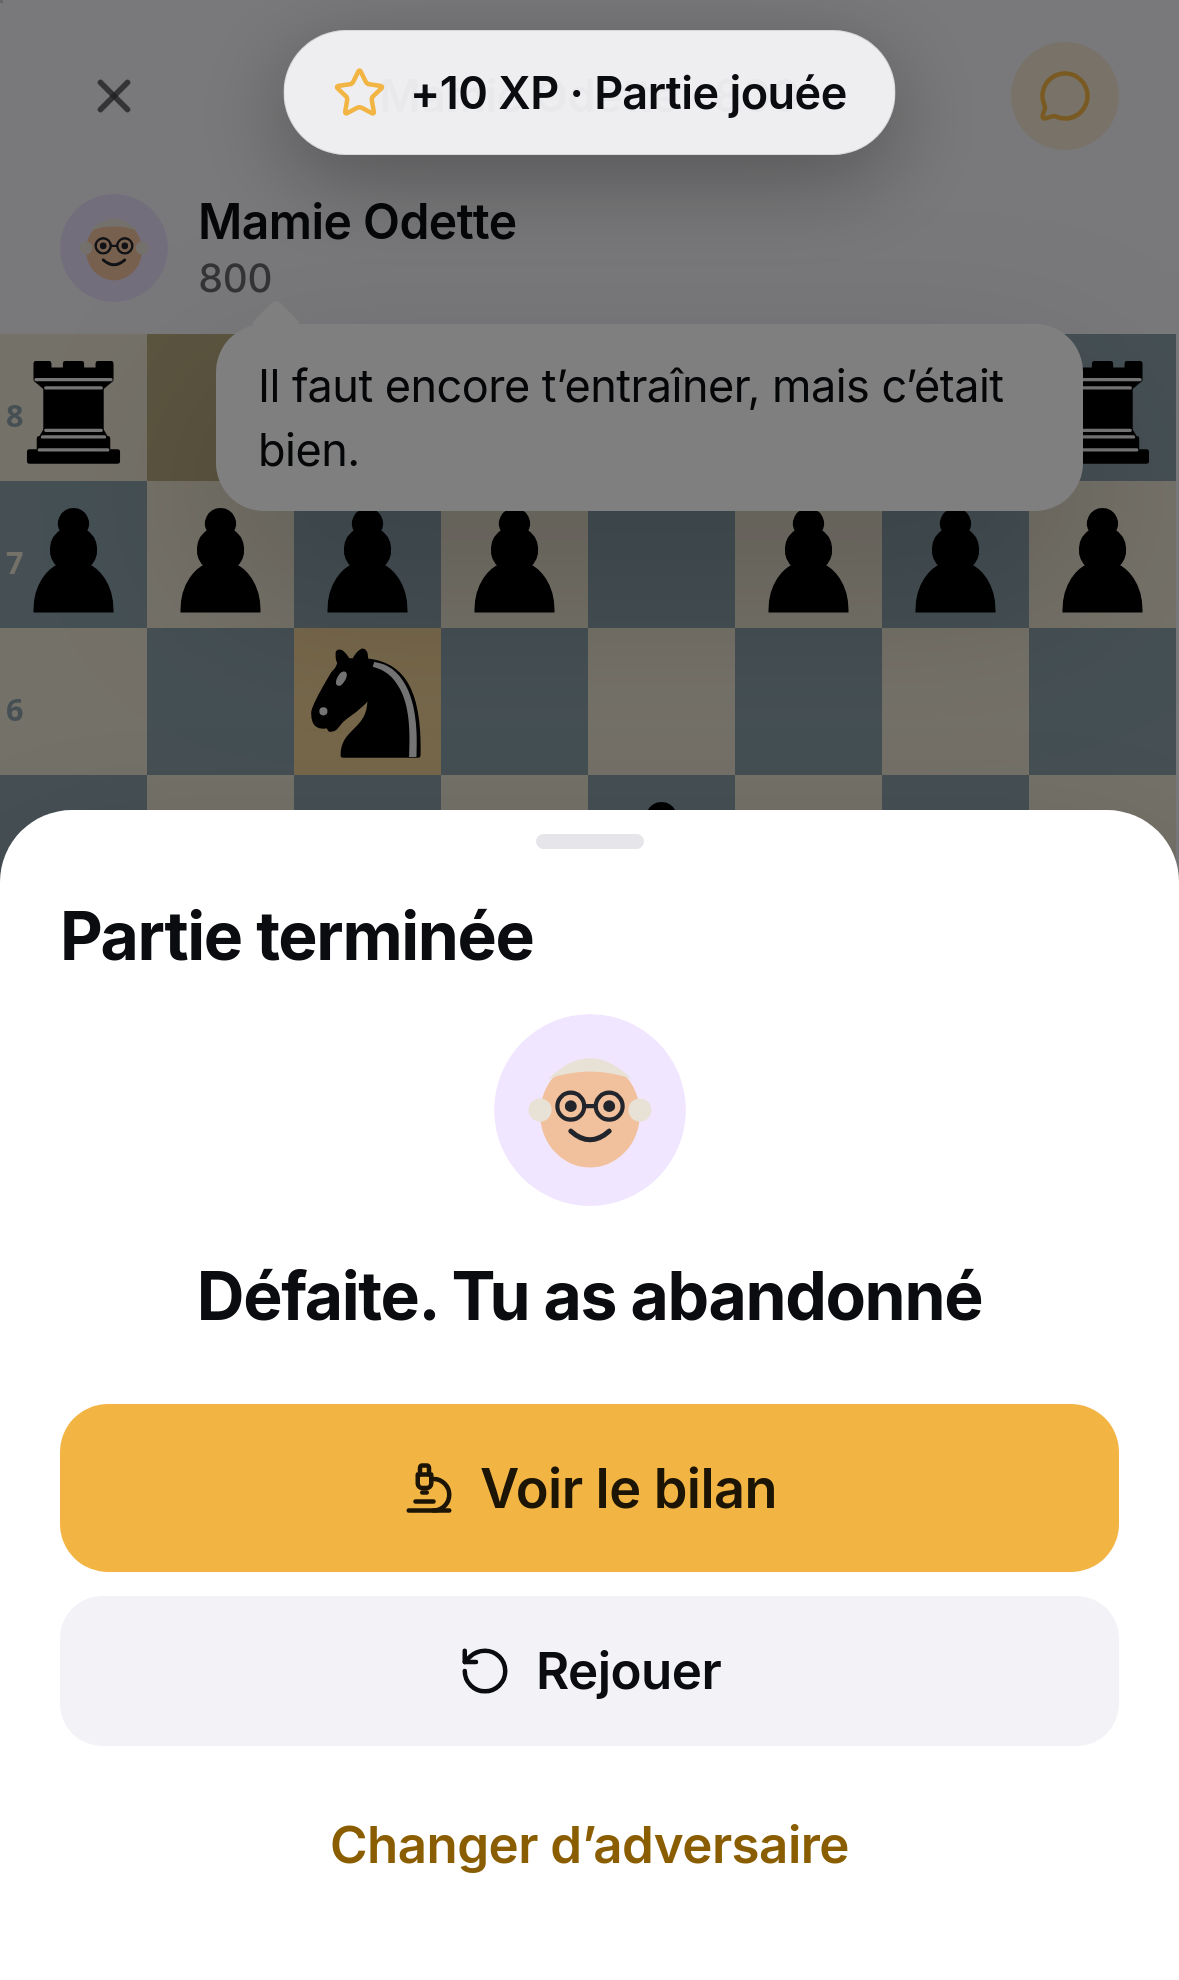 +10 XP · Partie jouée
Mamie Odette
800
Il faut encore t’entraîner, mais c’était
bien.
8
7
6
Partie terminée
Défaite. Tu as abandonné
Voir le bilan
Rejouer
Changer d’adversaire